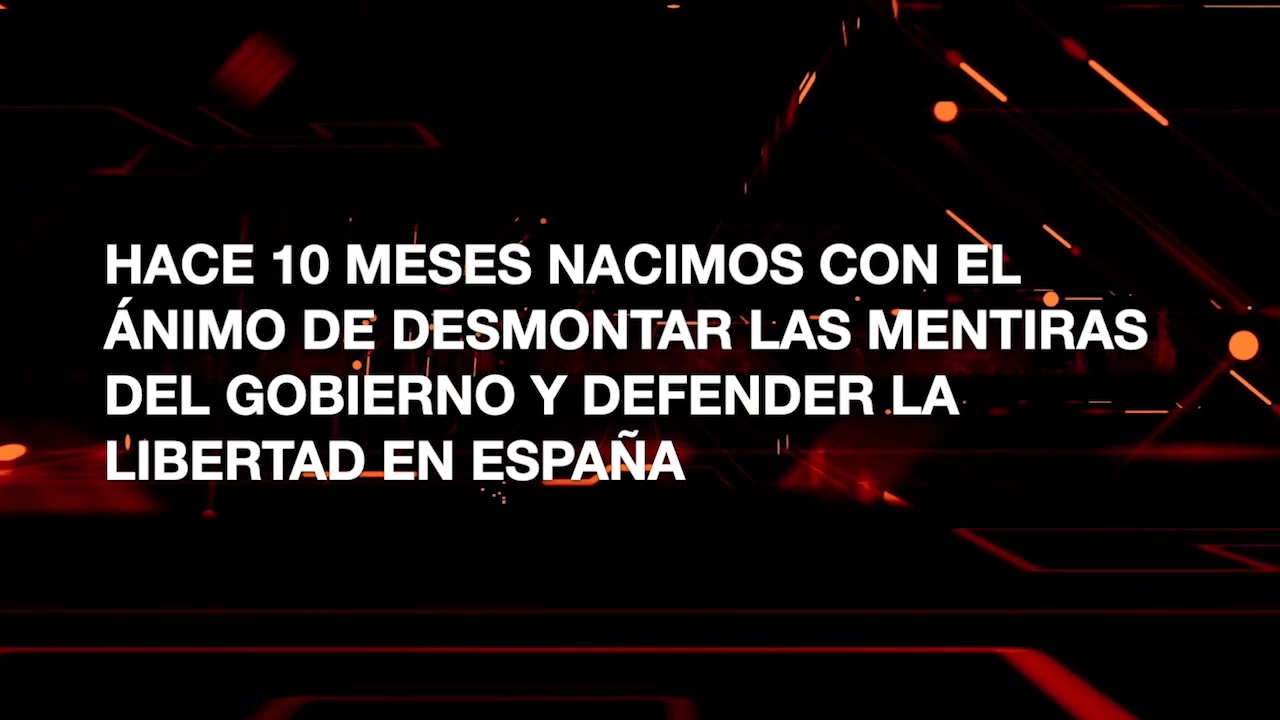 HACE 10 MESES NACIMOS CON EL
ÁNIMO DE DESMONTAR LAS MENTIRAS
DEL GOBIERNO Y DEFENDER LA
LIBERTAD EN ESPAÑA